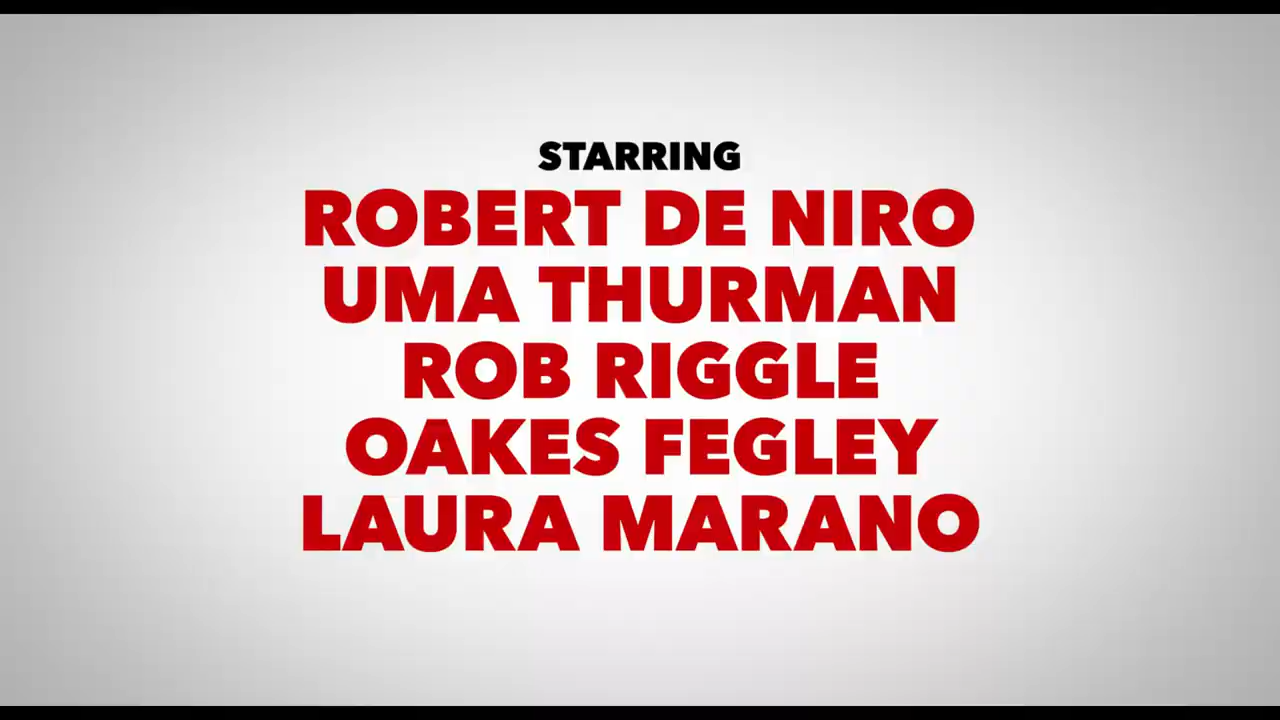 STARRING
ROBERT DE NIRO
UMA THURMAN
ROB RIGGLE
OAKES FEGLEY
LAURA MARANO